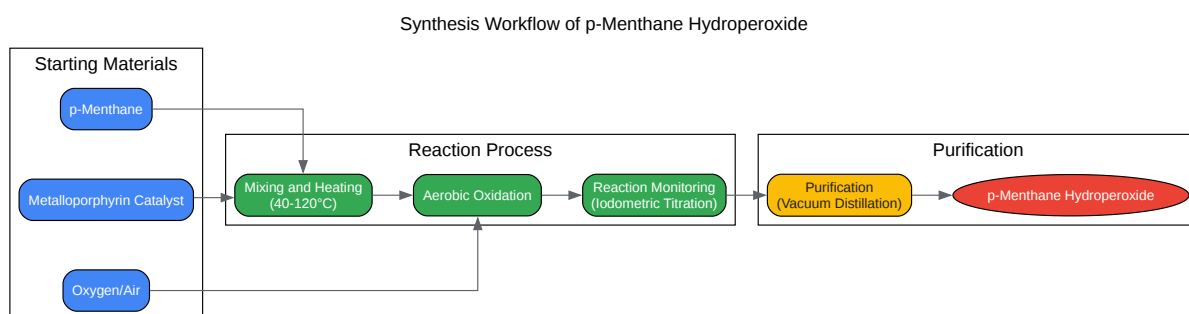 Synthesis Workflow of p-Menthane Hydroperoxide
Starting Materials
p-Menthane
Metalloporphyrin Catalyst
Oxygen/Air
Reaction Process
Mixing and Heating
(40-120°C)
Aerobic Oxidation
Reaction Monitoring
(Iodometric Titration)
Purification
Purification
(Vacuum Distillation)
p-Menthane Hydroperoxide